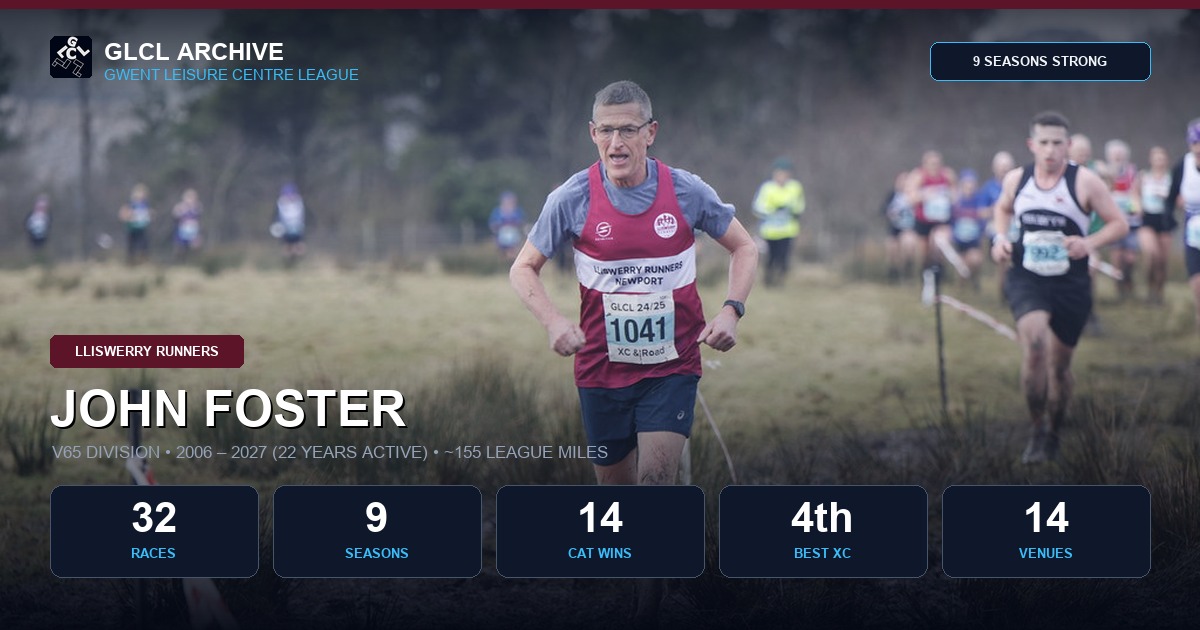 GLCL ARCHIVE
GWENT LEISURE CENTRE LEAGUE
9 SEASONS STRONG
LLISWERRY RUNNERS
NEWPORT
GLCL 24/25
1041
XC & Road
992
LLISWERRY RUNNERS
JOHN FOSTER
V65 DIVISION • 2006 – 2027 (22 YEARS ACTIVE) • ~155 LEAGUE MILES
32
RACES
9
SEASONS
14
CAT WINS
4th
BEST XC
14
VENUES